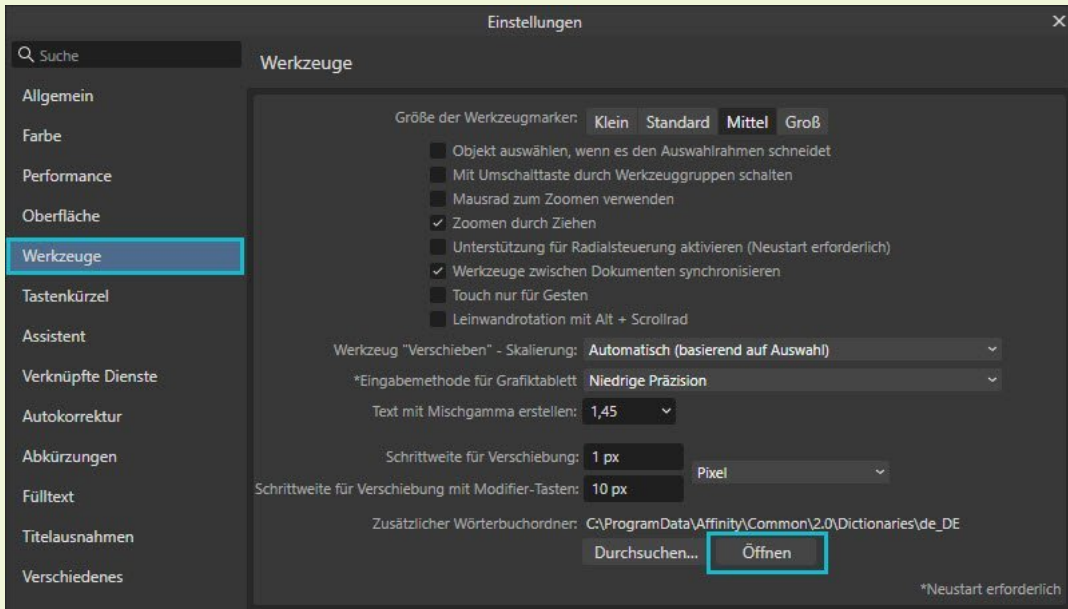 Einstellungen
Suche
Allgemein
Farbe
Performance
Oberfläche
Werkzeuge
Tastenkürzel
Assistent
Verknüpfte Dienste
Autokorrektur
Abkürzungen
Fülltext
Titelausnahmen
Verschiedenes
Werkzeuge
Größe der Werkzeugmarker: Klein Standard Mittel Groß
Objekt auswählen, wenn es den Auswahlrahmen schneidet
Mit Umschalttaste durch Werkzeuggruppen schalten
Mausrad zum Zoomen verwenden
Zoomen durch Ziehen
Unterstützung für Radialsteuerung aktivieren (Neustart erforderlich)
Werkzeuge zwischen Dokumenten synchronisieren
Touch nur für Gesten
Leinwandrotation mit Alt + Scrollrad
Werkzeug "Verschieben" - Skalierung: Automatisch (basierend auf Auswahl)
*Eingabemethode für Grafiktablett Niedrige Präzision
Text mit Mischgamma erstellen: 1,45
Schrittweite für Verschiebung: 1 px
Pixel
Schrittweite für Verschiebung mit Modifier-Tasten: 10 px
Zusätzlicher Wörterbuchordner: C:\ProgramData\Affinity\Common\2.0\Dictionaries\de_DE
Durchsuchen... Öffnen
*Neustart erforderlich